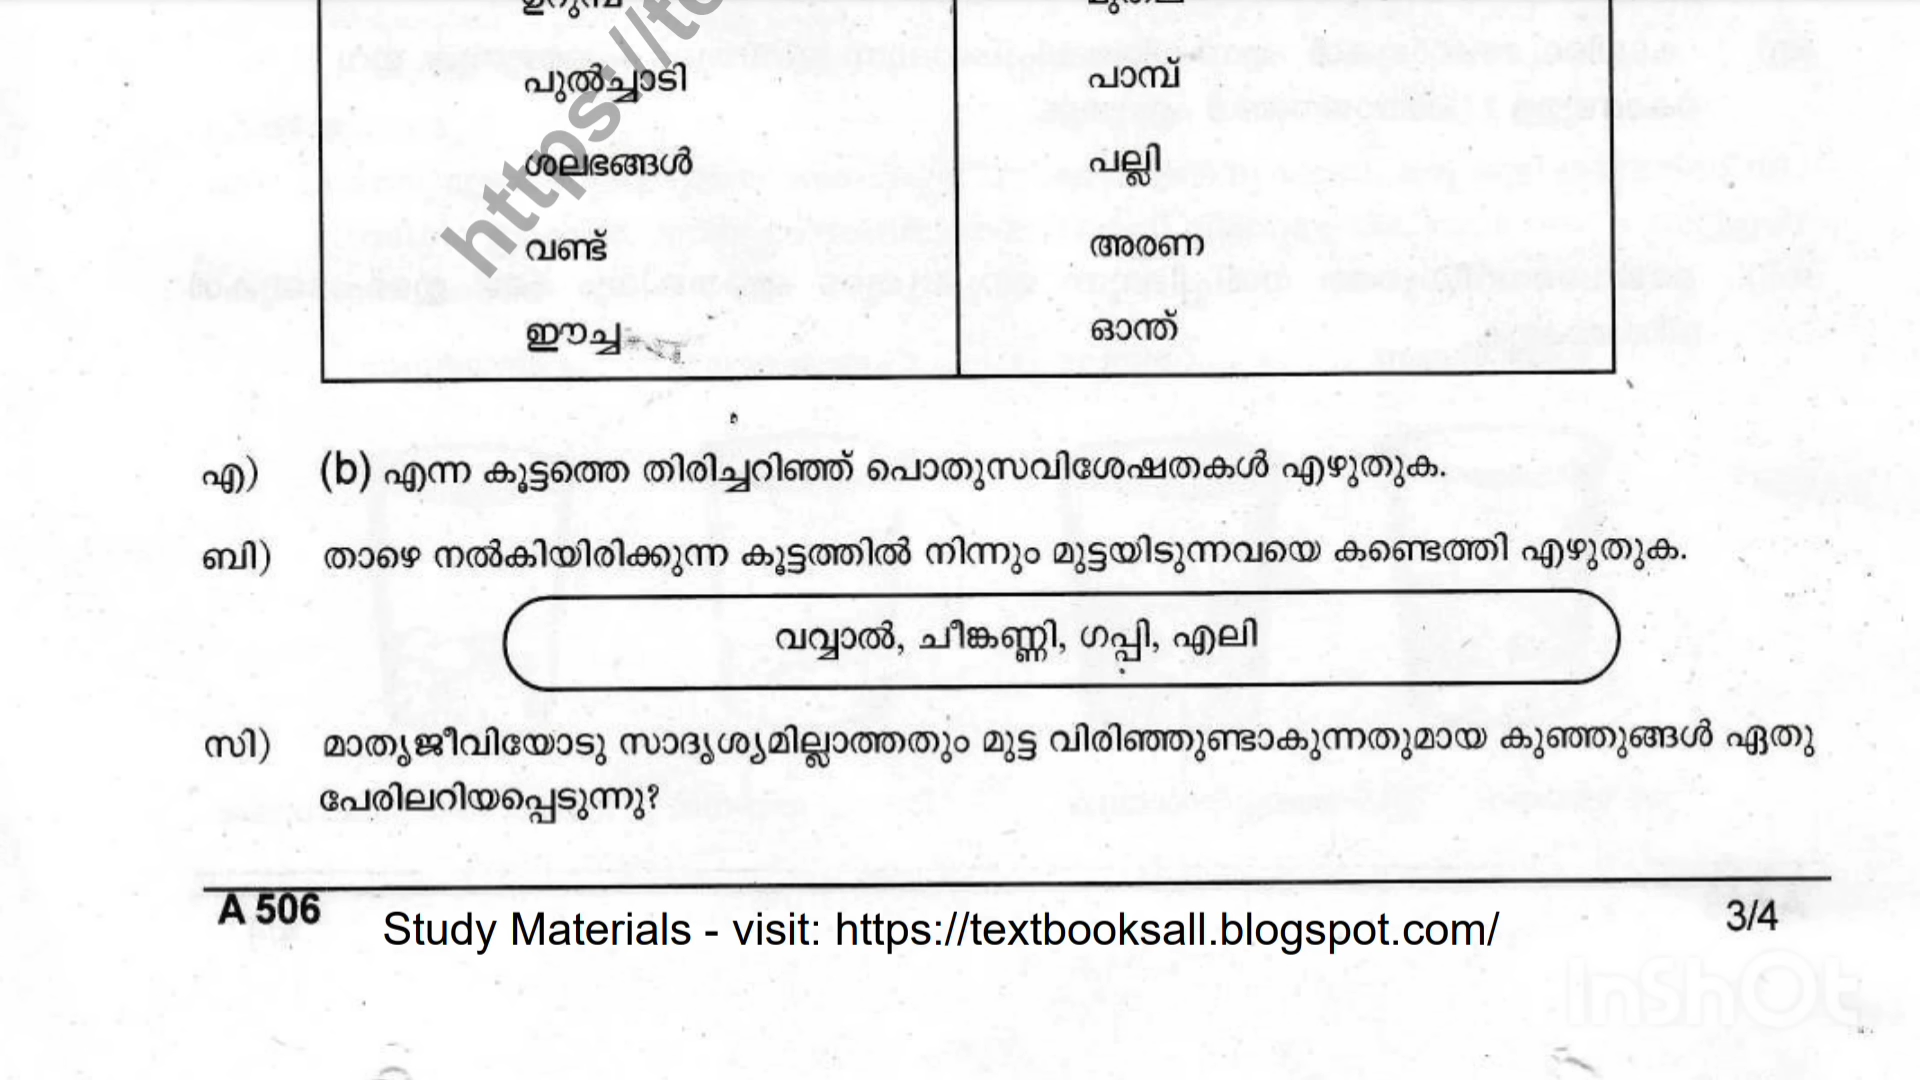 പുൽച്ചാടി പാമ്പ്
ശലഭങ്ങൾ പല്ലി
വണ്ട് അരണ
ഈച്ച ഓന്ത്
എ) (b) എന്ന കൂട്ടത്തെ തിരിച്ചറിഞ്ഞ് പൊതുസവിശേഷതകൾ എഴുതുക.
ബി) താഴെ നൽകിയിരിക്കുന്ന കൂട്ടത്തിൽ നിന്നും മുട്ടയിടുന്നവയെ കണ്ടെത്തി എഴുതുക.
വവ്വാൽ, ചീങ്കണ്ണി, ഗപ്പി, എലി
സി) മാതൃജീവിയോടു സാദൃശ്യമില്ലാത്തതും മുട്ട വിരിഞ്ഞുണ്ടാകുന്നതുമായ കുഞ്ഞുങ്ങൾ ഏതു
പേരിലറിയപ്പെടുന്നു?
A 506 3/4
Study Materials - visit: https://textbooksall.blogspot.com/
InShOt